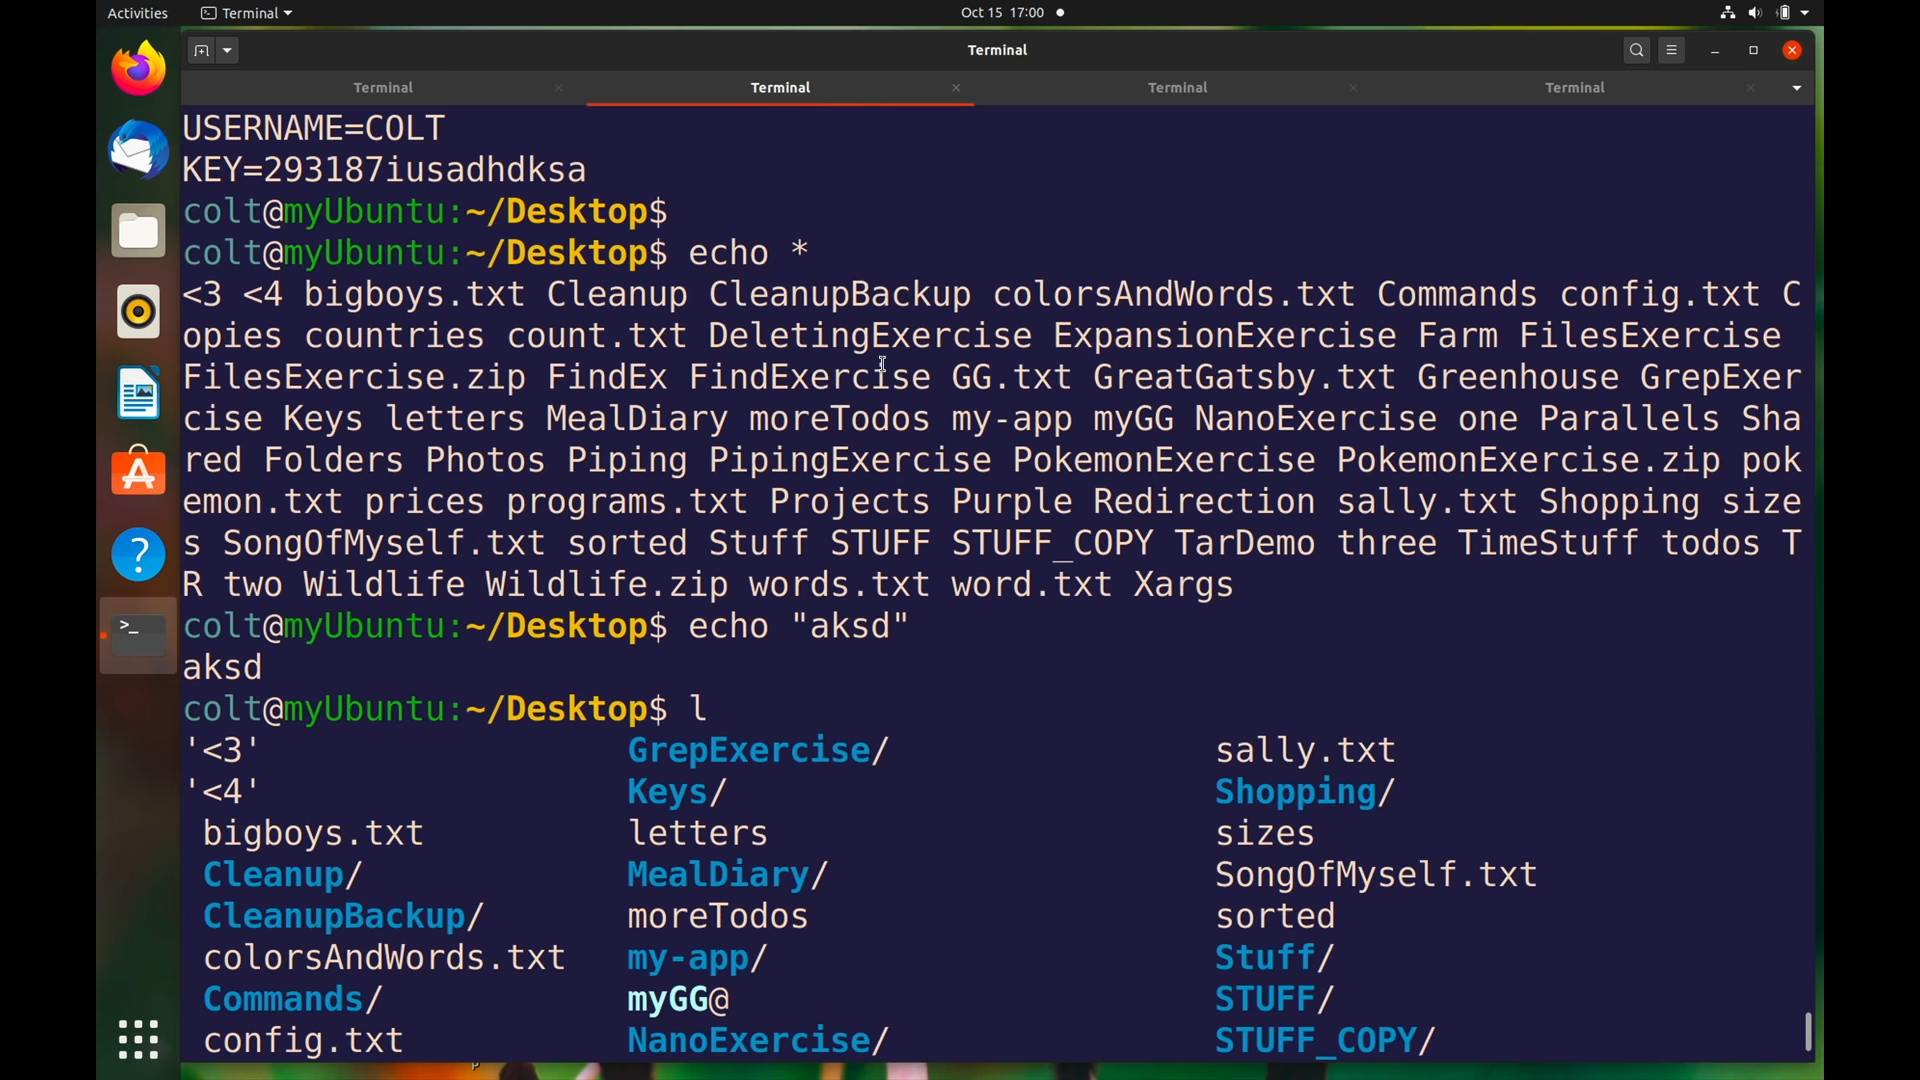 Activities Terminal Oct 15 17:00
Terminal
Terminal Terminal Terminal Terminal
USERNAME=COLT
KEY=293187iusadhdksa
colt@myUbuntu:~/Desktop$
colt@myUbuntu:~/Desktop$ echo *
<3 <4 bigboys.txt Cleanup CleanupBackup colorsAndWords.txt Commands config.txt C
opies countries count.txt DeletingExercise ExpansionExercise Farm FilesExercise
FilesExercise.zip FindEx FindExercise GG.txt GreatGatsby.txt Greenhouse GrepExer
cise Keys letters MealDiary moreTodos my-app myGG NanoExercise one Parallels Sha
red Folders Photos Piping PipingExercise PokemonExercise PokemonExercise.zip pok
emon.txt prices programs.txt Projects Purple Redirection sally.txt Shopping size
s SongOfMyself.txt sorted Stuff STUFF STUFF_COPY TarDemo three TimeStuff todos T
R two Wildlife Wildlife.zip words.txt word.txt Xargs
colt@myUbuntu:~/Desktop$ echo "aksd"
aksd
colt@myUbuntu:~/Desktop$ l
'<3' GrepExercise/ sally.txt
'<4' Keys/ Shopping/
bigboys.txt letters sizes
Cleanup/ MealDiary/ SongOfMyself.txt
CleanupBackup/ moreTodos sorted
colorsAndWords.txt my-app/ Stuff/
Commands/ myGG@ STUFF/
config.txt NanoExercise/ STUFF_COPY/